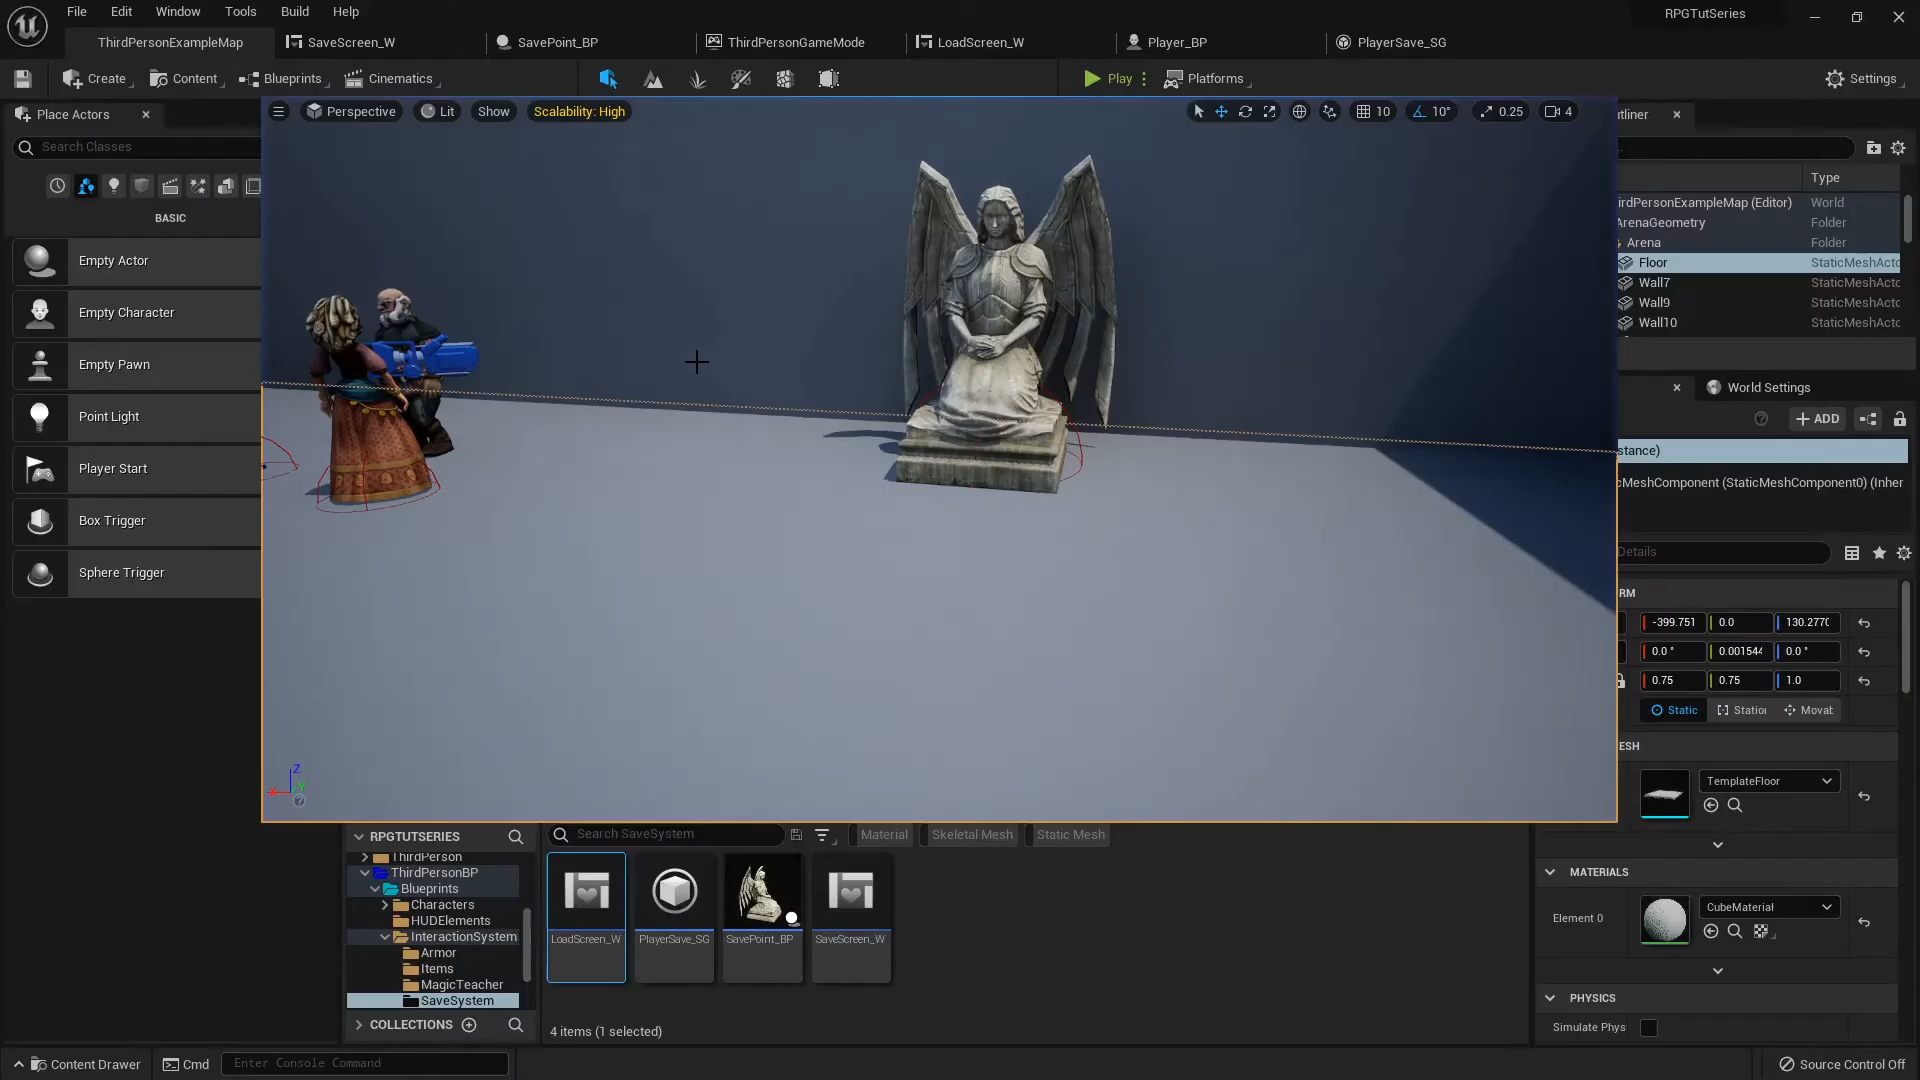 File Edit Window Tools Build Help
RPGTutSeries
ThirdPersonExampleMap SaveScreen_W SavePoint_BP ThirdPersonGameMode LoadScreen_W Player_BP PlayerSave_SG
Create Content Blueprints Cinematics Play Platforms Settings
Place Actors
Search Classes
BASIC
Empty Actor
Empty Character
Empty Pawn
Point Light
Player Start
Box Trigger
Sphere Trigger
Perspective Lit Show Scalability: High 10 10° 0.25 4
utliner
Type
irdPersonExampleMap (Editor) World
ArenaGeometry Folder
Arena Folder
Floor StaticMeshActo
Wall7 StaticMeshActo
Wall9 StaticMeshActo
Wall10 StaticMeshActo
World Settings
ADD
stance)
cMeshComponent (StaticMeshComponent0) (Inher
Details
RM
-399.751 0.0 130.2770
0.0 ° 0.001544 0.0 °
0.75 0.75 1.0
Static Station Movab
ESH
TemplateFloor
MATERIALS
Element 0 CubeMaterial
PHYSICS
Simulate Phys
Z
X Y
RPGTUTSERIES
ThirdPerson
ThirdPersonBP
Blueprints
Characters
HUDElements
InteractionSystem
Armor
Items
MagicTeacher
SaveSystem
COLLECTIONS
Search SaveSystem Material Skeletal Mesh Static Mesh
LoadScreen_W PlayerSave_SG SavePoint_BP SaveScreen_W
4 items (1 selected)
Content Drawer Cmd Enter Console Command Source Control Off